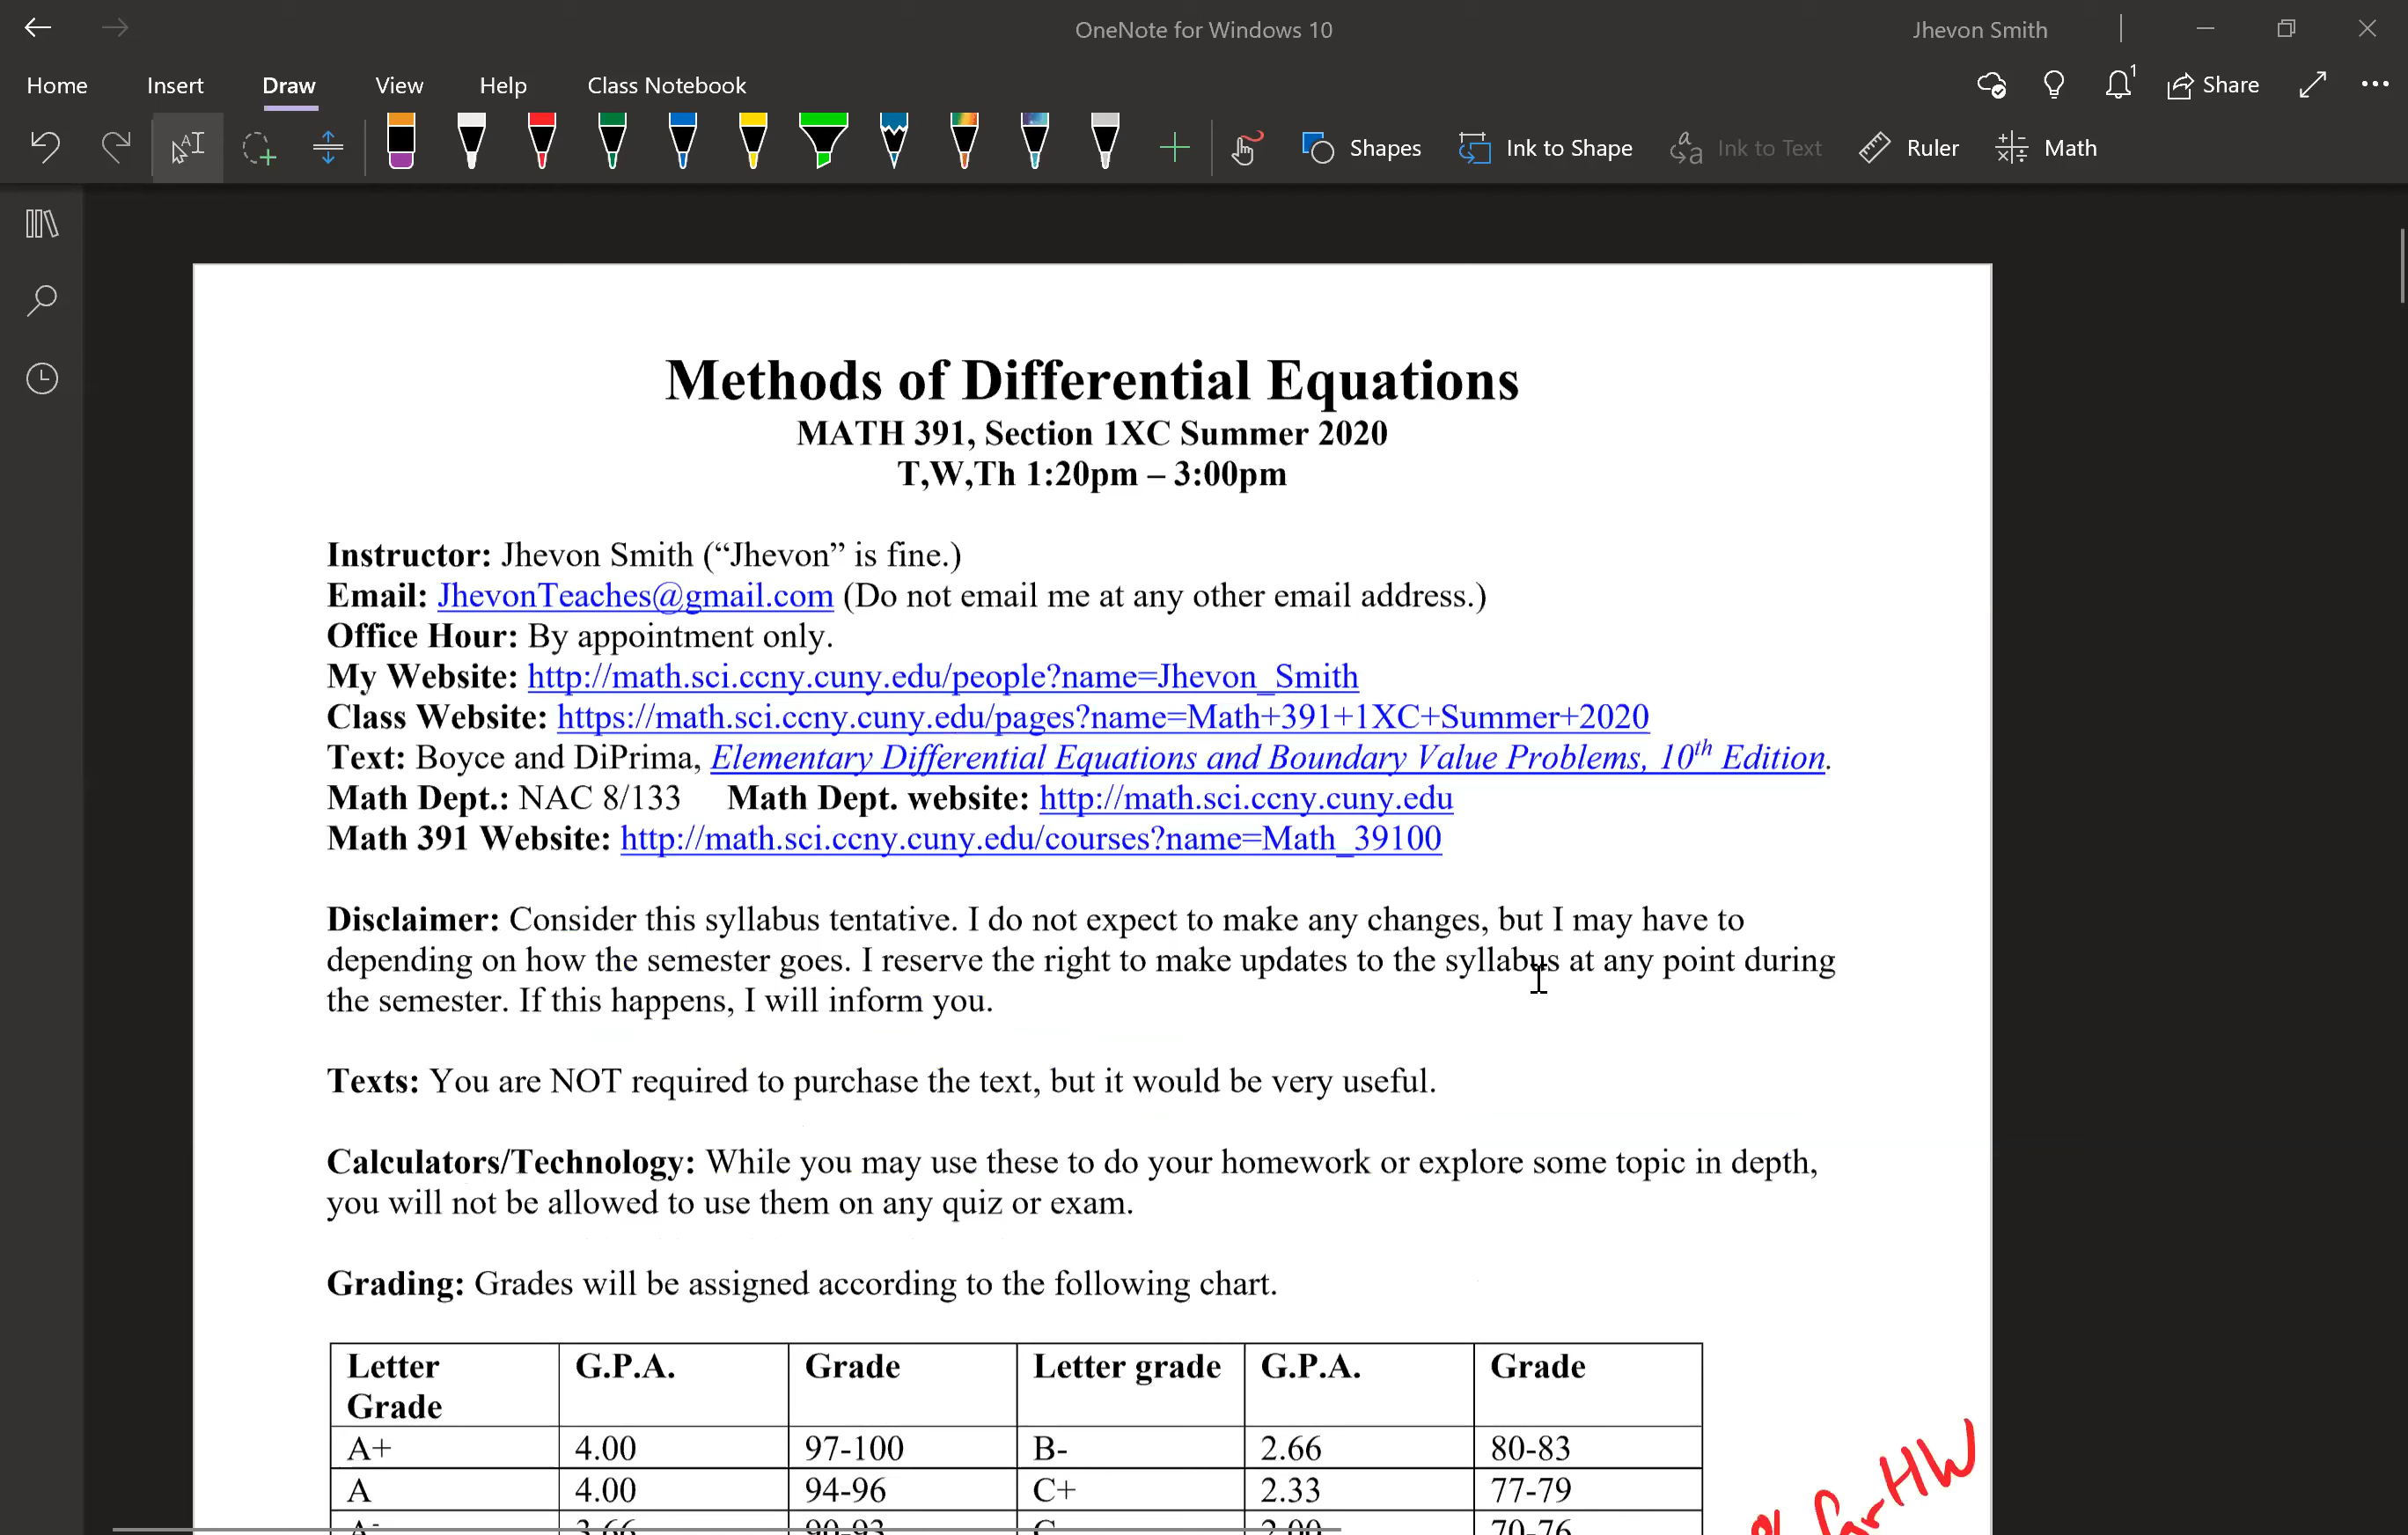 OneNote for Windows 10
Jhevon Smith
Home Insert Draw View Help Class Notebook
1
Share
Shapes Ink to Shape Ink to Text Ruler Math
Methods of Differential Equations
MATH 391, Section 1XC Summer 2020
T,W,Th 1:20pm – 3:00pm
Instructor: Jhevon Smith (“Jhevon” is fine.)
Email: JhevonTeaches@gmail.com (Do not email me at any other email address.)
Office Hour: By appointment only.
My Website: http://math.sci.ccny.cuny.edu/people?name=Jhevon_Smith
Class Website: https://math.sci.ccny.cuny.edu/pages?name=Math+391+1XC+Summer+2020
Text: Boyce and DiPrima, Elementary Differential Equations and Boundary Value Problems, 10th Edition.
Math Dept.: NAC 8/133 Math Dept. website: http://math.sci.ccny.cuny.edu
Math 391 Website: http://math.sci.ccny.cuny.edu/courses?name=Math_39100
Disclaimer: Consider this syllabus tentative. I do not expect to make any changes, but I may have to
depending on how the semester goes. I reserve the right to make updates to the syllabus at any point during
the semester. If this happens, I will inform you.
Texts: You are NOT required to purchase the text, but it would be very useful.
Calculators/Technology: While you may use these to do your homework or explore some topic in depth,
you will not be allowed to use them on any quiz or exam.
Grading: Grades will be assigned according to the following chart.
Letter Grade G.P.A. Grade Letter grade G.P.A. Grade
A+ 4.00 97-100 B- 2.66 80-83
A 4.00 94-96 C+ 2.33 77-79
A- 3.66 90-93 C 2.00 70-76
for HW